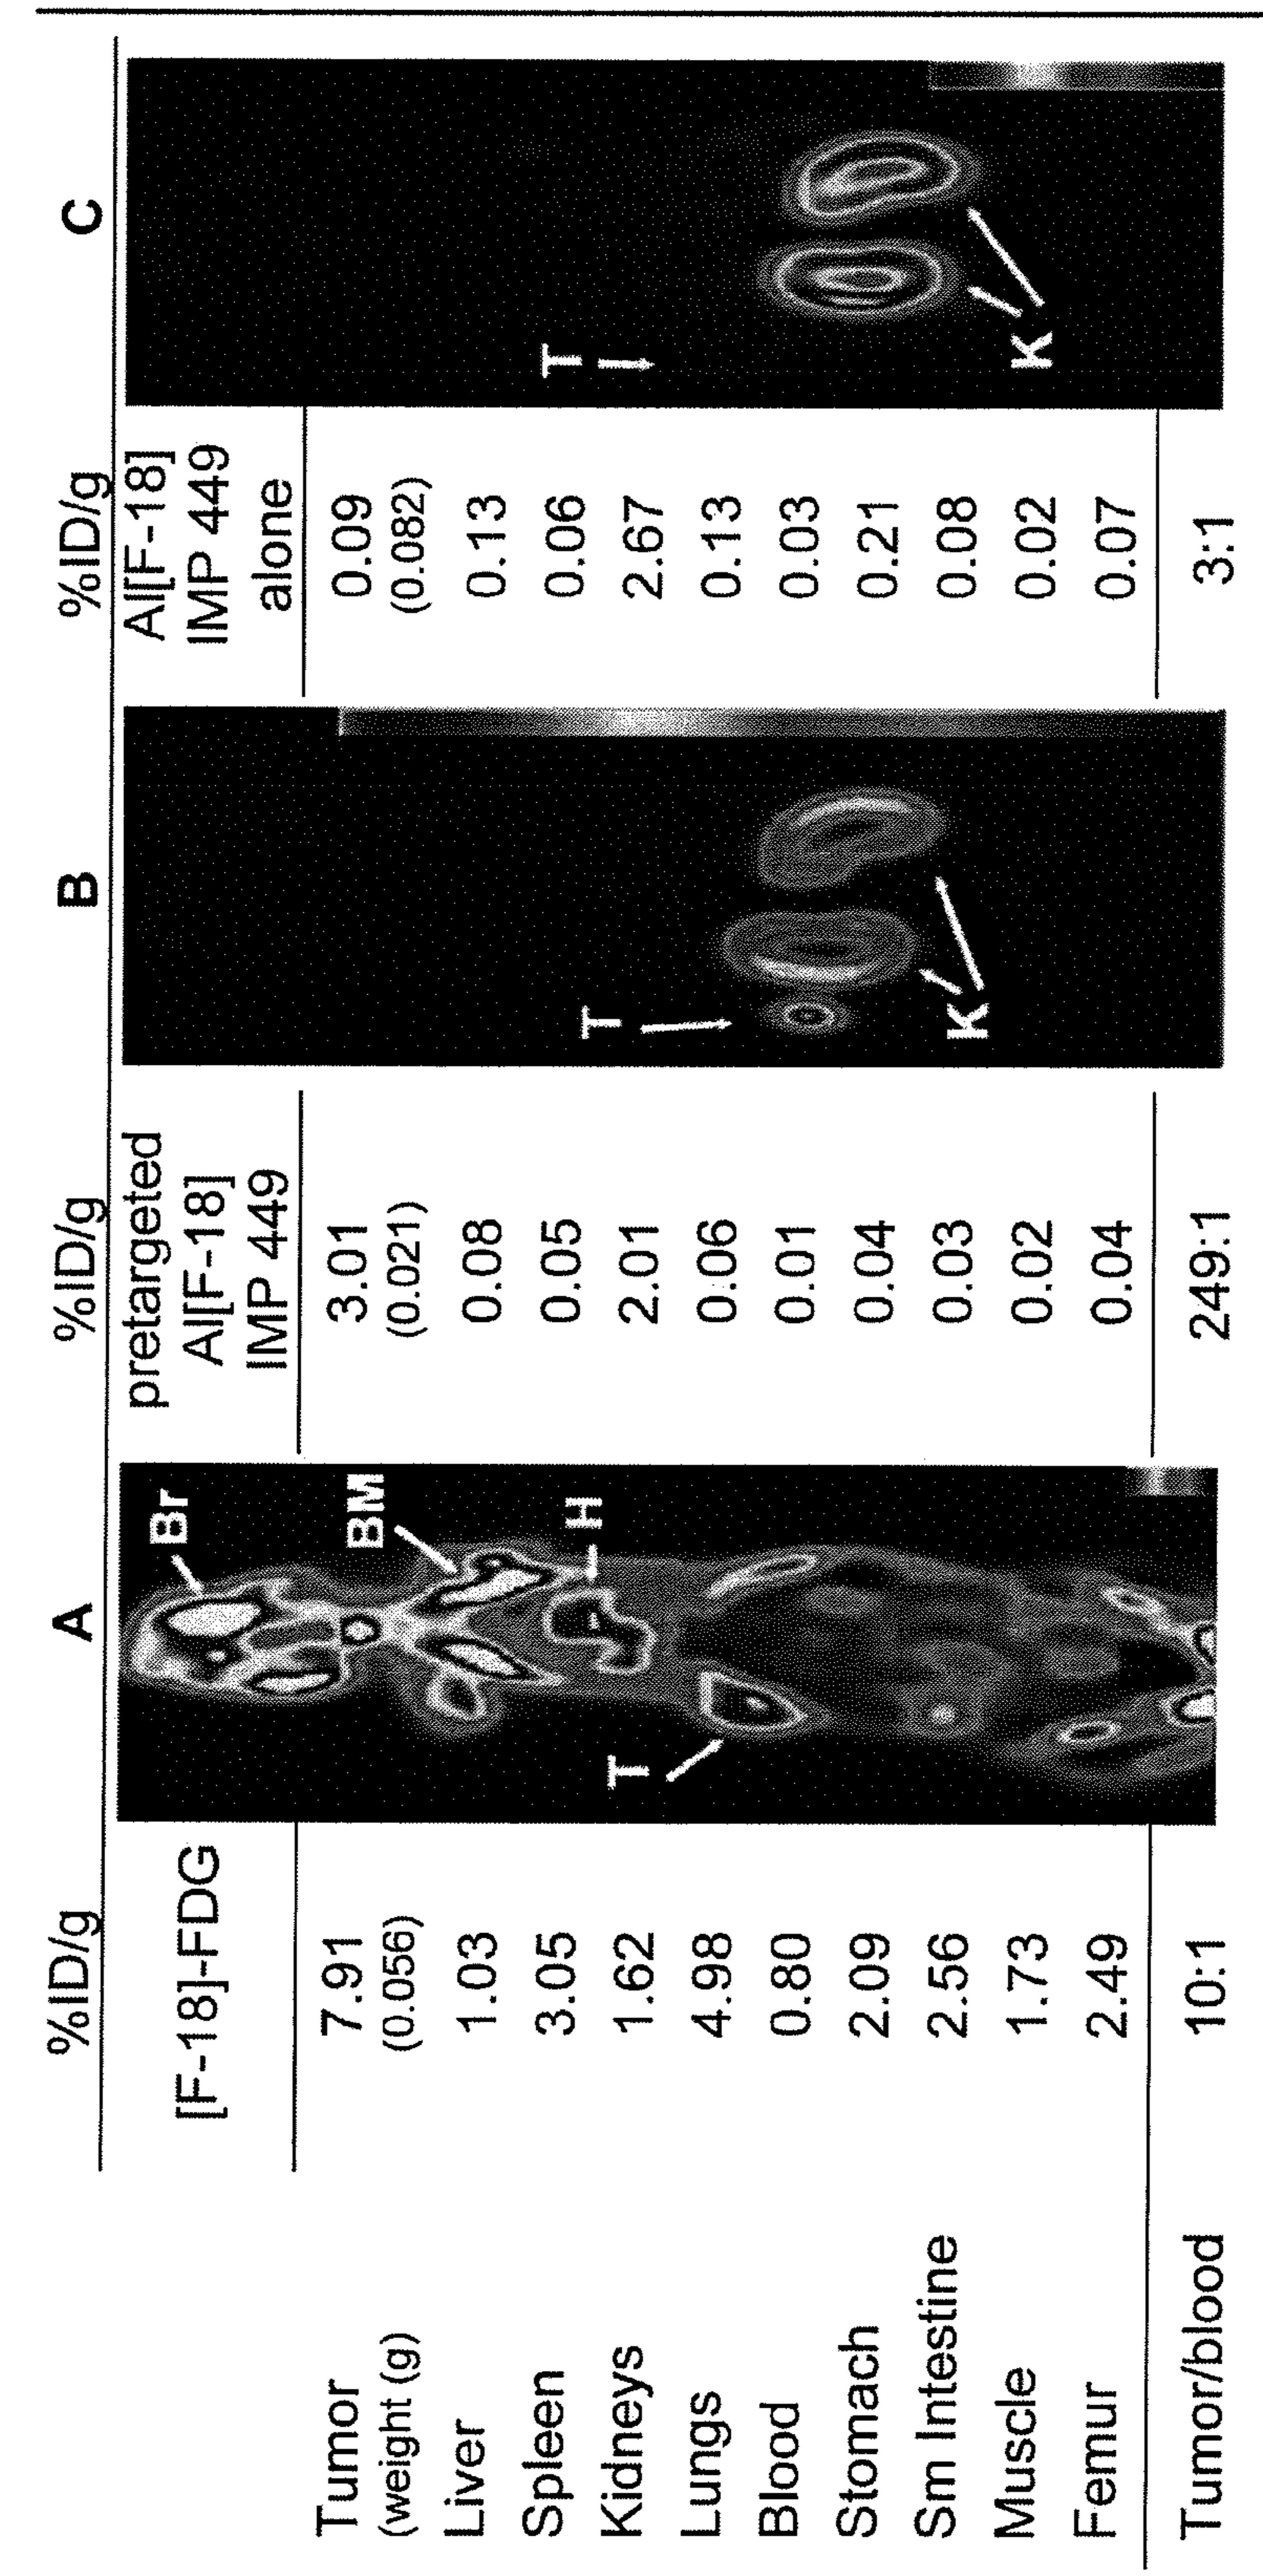 A B C
%ID/g %ID/g %ID/g
[F-18]-FDG pretargeted Al[F-18] IMP 449 Al[F-18] IMP 449 alone
Tumor 7.91 3.01 0.09
(weight (g) (0.056) (0.021) (0.082)
Liver 1.03 0.08 0.13
Spleen 3.05 0.05 0.06
Kidneys 1.62 2.01 2.67
Lungs 4.98 0.06 0.13
Blood 0.80 0.01 0.03
Stomach 2.09 0.04 0.21
Sm Intestine 2.56 0.03 0.08
Muscle 1.73 0.02 0.02
Femur 2.49 0.04 0.07
Tumor/blood 10:1 249:1 3:1
Br
BM
H
T
T
K
T
K